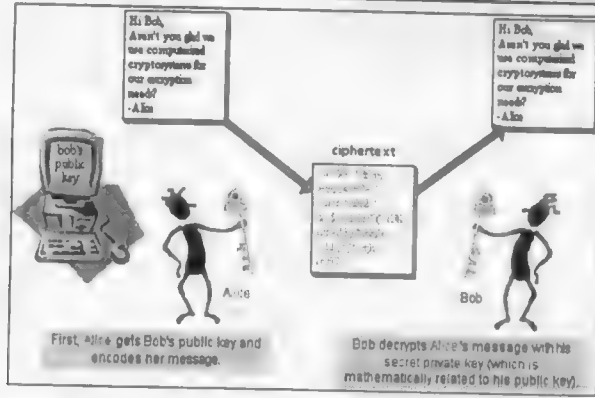 Hi Bob,
Aren't you glad we
use computerized
cryptosystems for
our encryption
needs?
-Alice
Hi Bob,
Aren't you glad we
use computerized
cryptosystems for
our encryption
needs?
-Alice
bob's
public
key
ciphertext
Alice
Bob
First, Alice gets Bob's public key and
encodes her message.
Bob decrypts Alice's message with his
secret private key (which is
mathematically related to his public key).